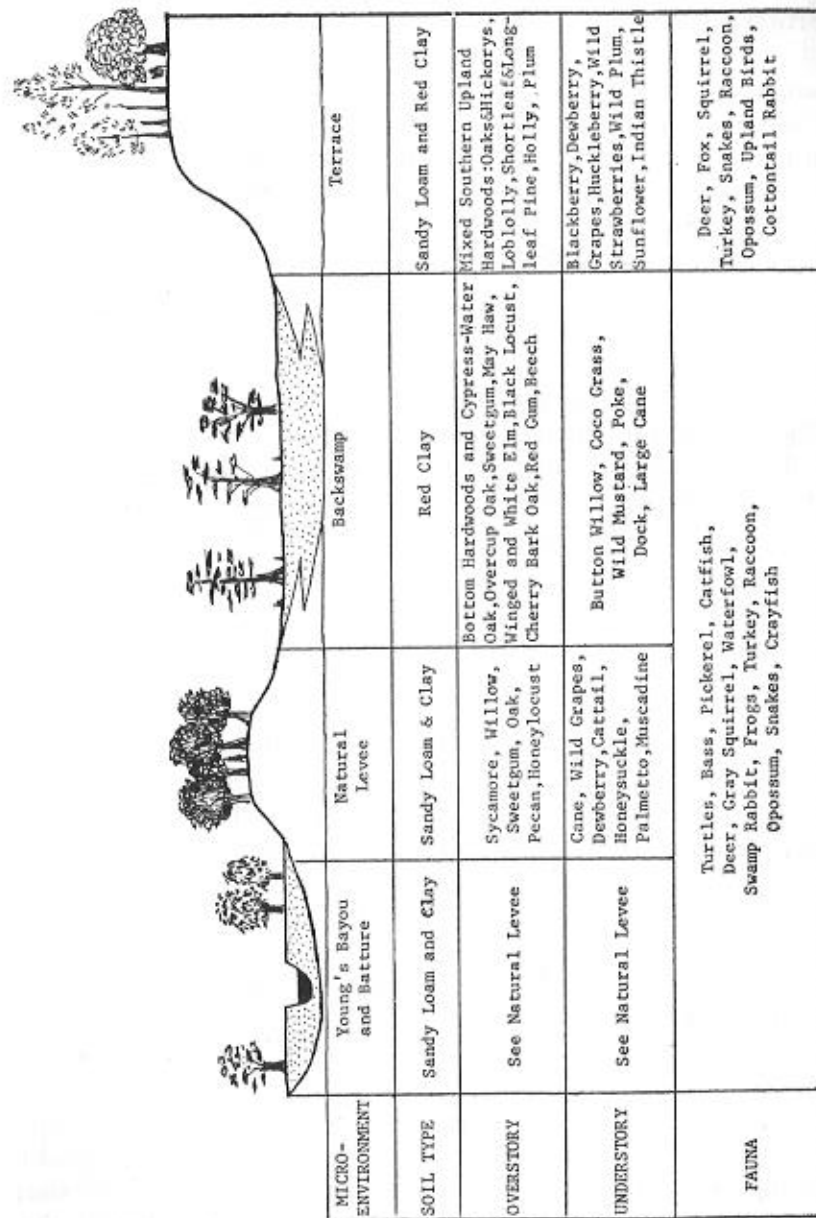 MICRO-
ENVIRONMENT
Young's Bayou
and Batture
Natural
Levee
Backswamp
Terrace
SOIL TYPE
Sandy Loam and Clay
Sandy Loam & Clay
Red Clay
Sandy Loam and Red Clay
OVERSTORY
See Natural Levee
Sycamore, Willow,
Sweetgum, Oak,
Pecan,Honeylocust
Bottom Hardwoods and Cypress-Water
Oak,Overcup Oak,Sweetgum,May Haw,
Winged and White Elm,Black Locust,
Cherry Bark Oak,Red Gum,Beech
Mixed Southern Upland
Hardwoods:Oaks&Hickorys,
Loblolly,Shortleaf&Long-
leaf Pine,Holly, Plum
UNDERSTORY
See Natural Levee
Cane, Wild Grapes,
Dewberry,Cattail,
Honeysuckle,
Palmetto,Muscadine
Button Willow, Coco Grass,
Wild Mustard, Poke,
Dock, Large Cane
Blackberry,Dewberry,
Grapes,Huckleberry,Wild
Strawberries,Wild Plum,
Sunflower,Indian Thistle
FAUNA
Turtles, Bass, Pickerel, Catfish,
Deer, Gray Squirrel, Waterfowl,
Swamp Rabbit, Frogs, Turkey, Raccoon,
Opossum, Snakes, Crayfish
Deer, Fox, Squirrel,
Turkey, Snakes, Raccoon,
Opossum, Upland Birds,
Cottontail Rabbit